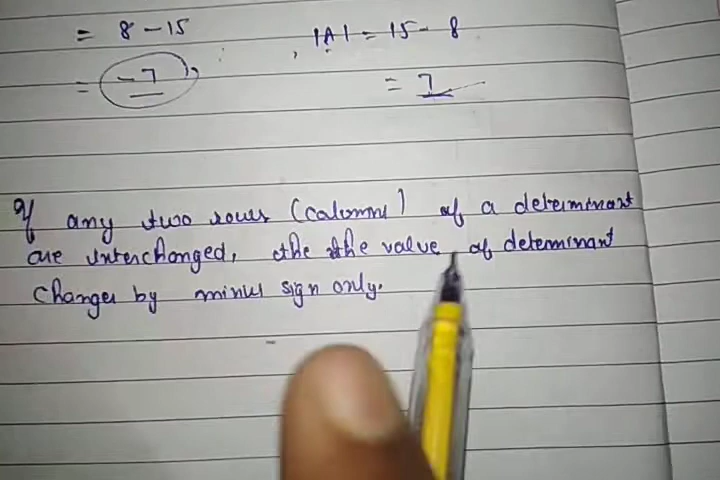 = 8 - 15 , |A| = 15 - 8
= -7, = 7
If any two rows (calomns) of a determinant
are interchanged, the the value of determinant
changes by minus sign only.